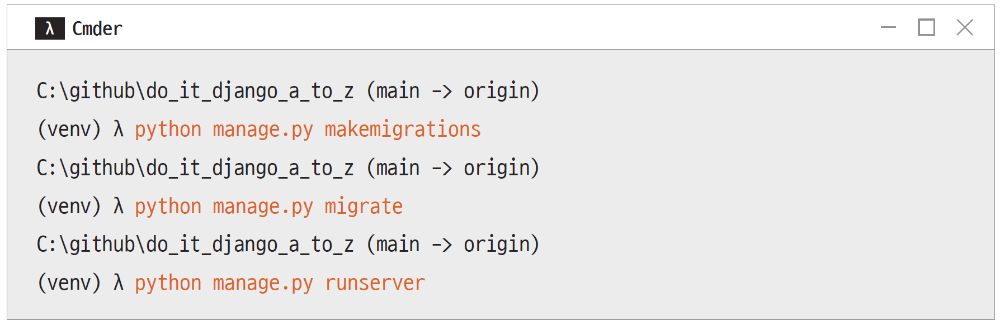 λ Cmder
C:\github\do_it_django_a_to_z (main -> origin)
(venv) λ python manage.py makemigrations
C:\github\do_it_django_a_to_z (main -> origin)
(venv) λ python manage.py migrate
C:\github\do_it_django_a_to_z (main -> origin)
(venv) λ python manage.py runserver